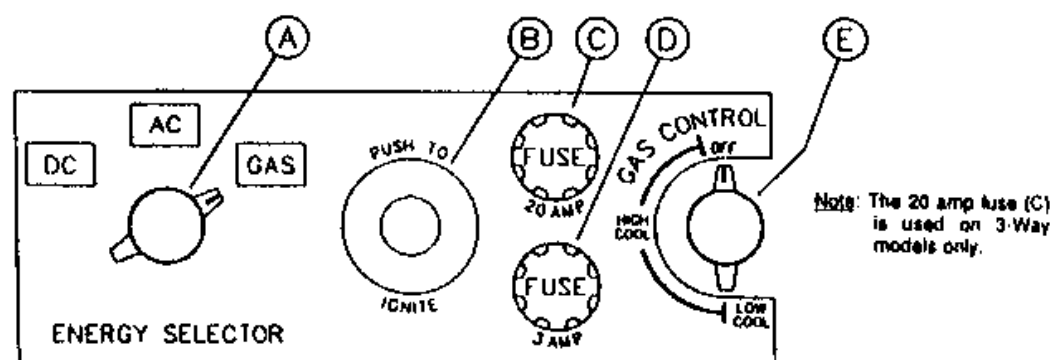 A
B
C
D
E
DC
AC
GAS
ENERGY SELECTOR
PUSH TO
IGNITE
FUSE
20 AMP
FUSE
3 AMP
GAS CONTROL
OFF
HIGH
COOL
LOW
COOL
Note: The 20 amp fuse (C)
is used on 3-Way
models only.